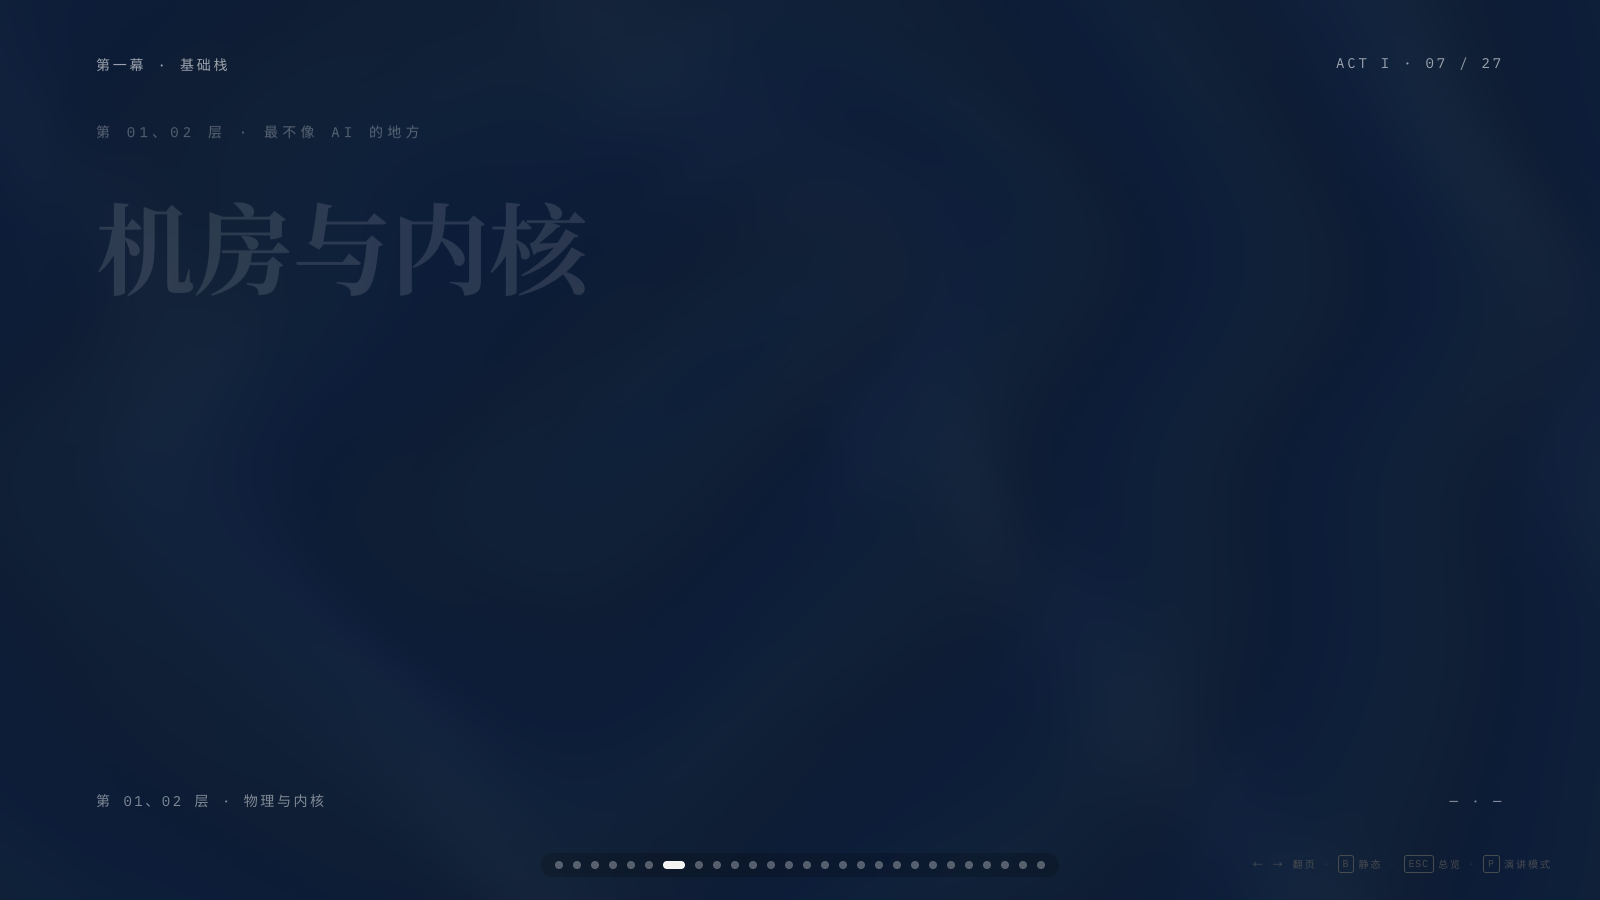 第一幕 · 基础栈
ACT I · 07 / 27
第 01、02 层 · 最不像 AI 的地方
机房与内核
第 01、02 层 · 物理与内核
— · —
← → 翻页 · B 静态 ESC 总览 · P 演讲模式